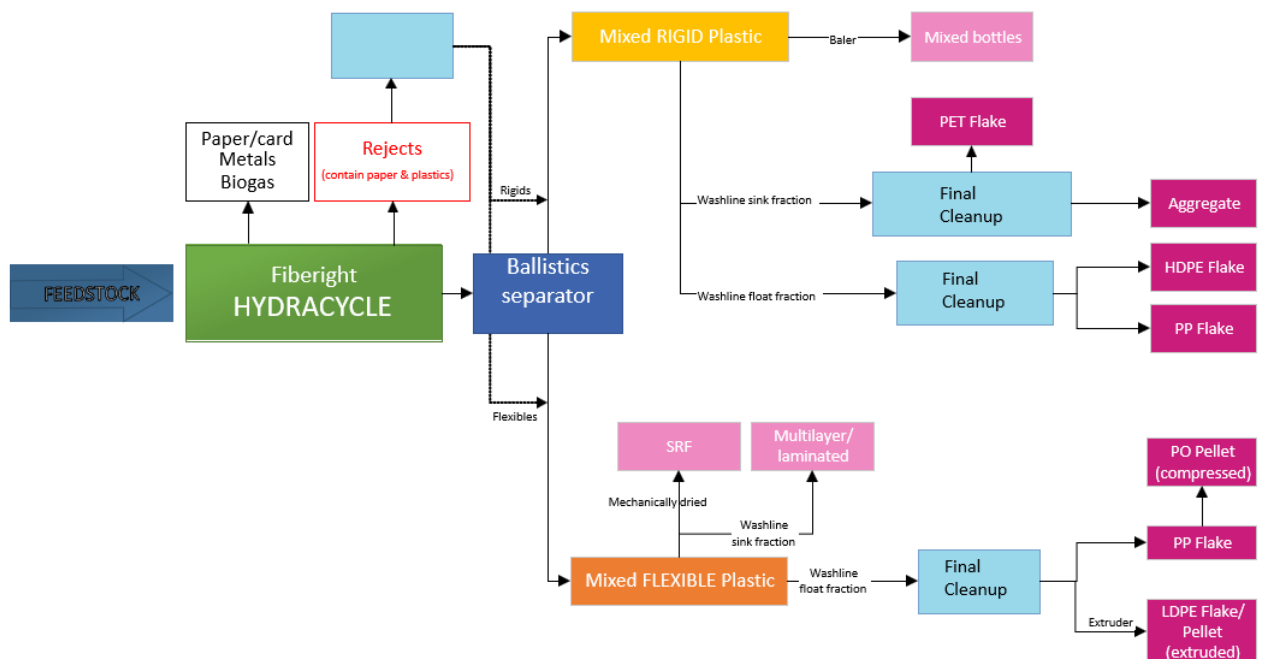 Mixed RIGID Plastic
Baler
Mixed bottles
PET Flake
Paper/card
Metals
Biogas
Rejects
(contain paper & plastics)
Rigids
Washline sink fraction
Final
Cleanup
Aggregate
FEEDSTOCK
Fiberight
HYDRACYCLE
Ballistics
separator
Washline float fraction
Final
Cleanup
HDPE Flake
PP Flake
Flexibles
SRF
Multilayer/
laminated
Mechanically dried
Washline
sink fraction
PO Pellet
(compressed)
Mixed FLEXIBLE Plastic
Washline
float fraction
Final
Cleanup
PP Flake
Extruder
LDPE Flake/
Pellet
(extruded)